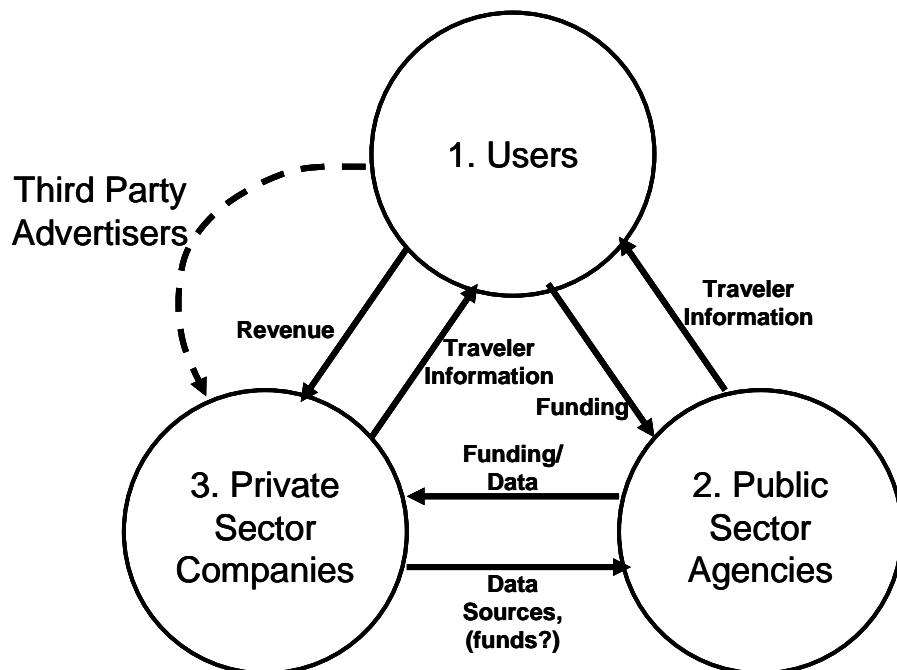 1. Users
Third Party
Advertisers
Traveler
Information
Revenue
Traveler
Information
Funding
Funding/
Data
3. Private
Sector
Companies
2. Public
Sector
Agencies
Data
Sources,
(funds?)